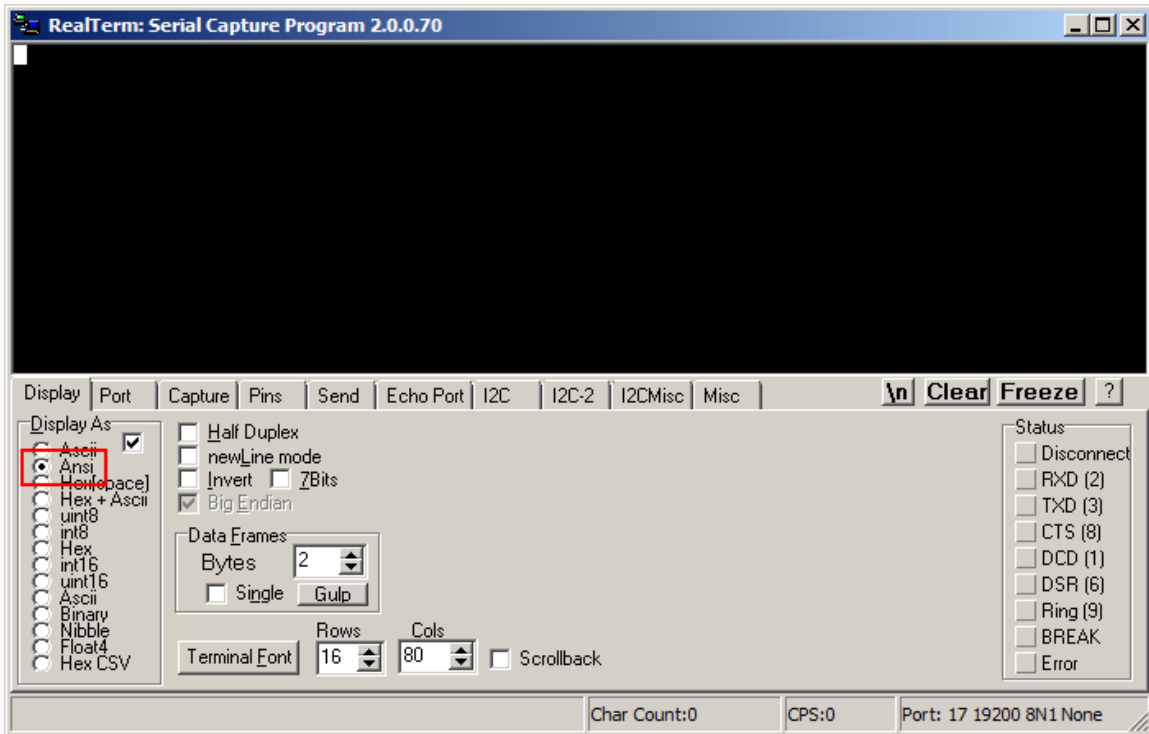 RealTerm: Serial Capture Program 2.0.0.70
Display Port Capture Pins Send Echo Port I2C I2C-2 I2CMisc Misc \n Clear Freeze ?
Display As
Ascii
Ansi
Hex[space]
Hex + Ascii
uint8
int8
Hex
int16
uint16
Ascii
Binary
Nibble
Float4
Hex CSV
Half Duplex
newLine mode
Invert 7Bits
Big Endian
Data Frames
Bytes 2
Single Gulp
Rows Cols
Terminal Font 16 80 Scrollback
Status
Disconnect
RXD (2)
TXD (3)
CTS (8)
DCD (1)
DSR (6)
Ring (9)
BREAK
Error
Char Count:0 CPS:0 Port: 17 19200 8N1 None